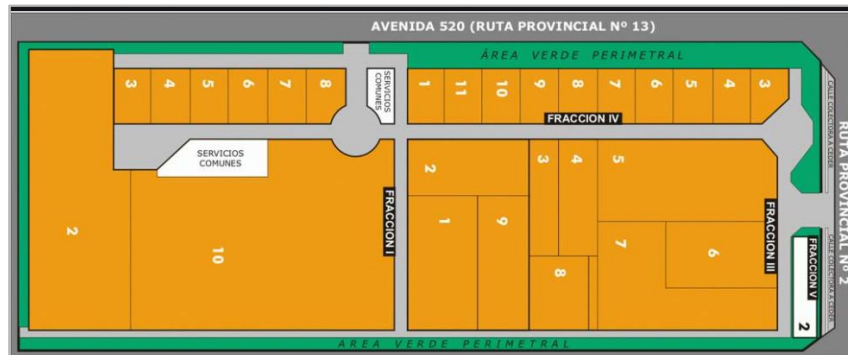 AVENIDA 520 (RUTA PROVINCIAL Nº 13)
ÁREA VERDE PERIMETRAL
3
4
5
6
7
8
SERVICIOS
COMUNES
1
11
10
9
8
7
6
5
4
3
FRACCION IV
CALLE COLECTORA A CEDER
RUTA PROVINCIAL Nº 2
SERVICIOS
COMUNES
2
10
FRACCION I
2
1
9
3
4
5
8
7
6
FRACCION III
FRACCION V
2
CALLE COLECTORA A CEDER
ÁREA VERDE PERIMETRAL